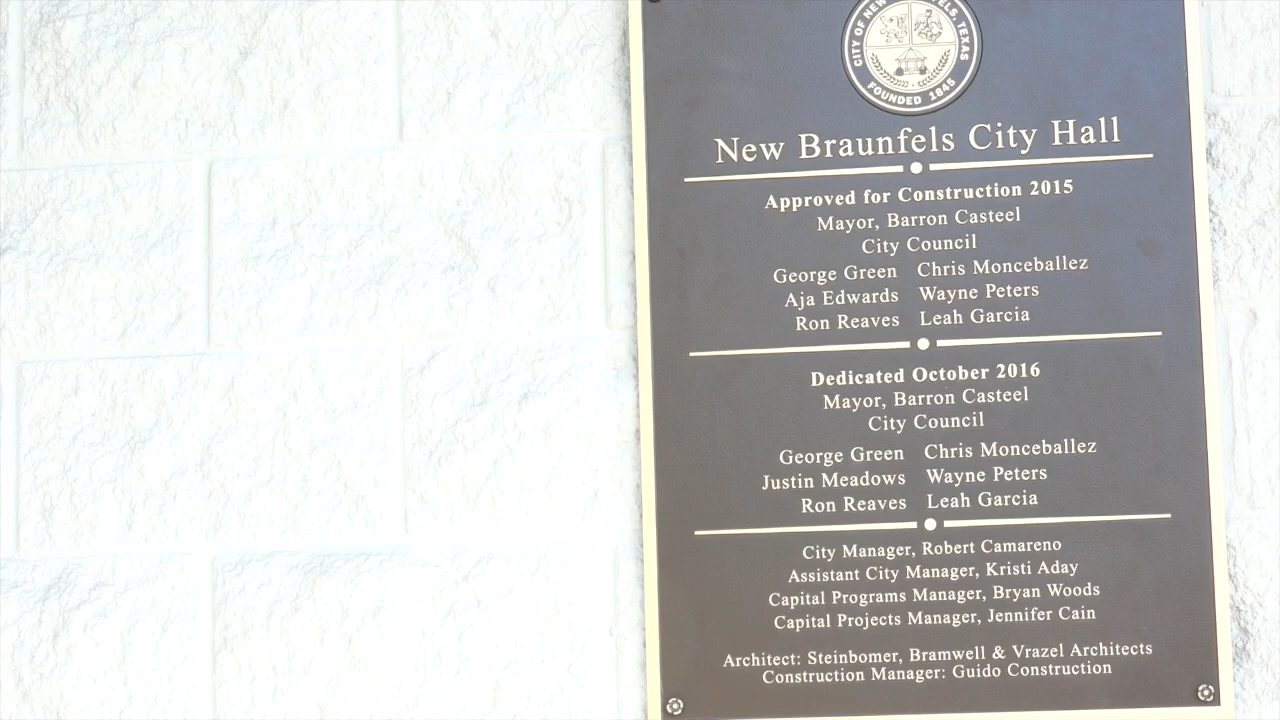 CITY OF NEW BRAUNFELS, TEXAS
FOUNDED 1845
New Braunfels City Hall
Approved for Construction 2015
Mayor, Barron Casteel
City Council
George Green Chris Monceballez
Aja Edwards Wayne Peters
Ron Reaves Leah Garcia
Dedicated October 2016
Mayor, Barron Casteel
City Council
George Green Chris Monceballez
Justin Meadows Wayne Peters
Ron Reaves Leah Garcia
City Manager, Robert Camareno
Assistant City Manager, Kristi Aday
Capital Programs Manager, Bryan Woods
Capital Projects Manager, Jennifer Cain
Architect: Steinbomer, Bramwell & Vrazel Architects
Construction Manager: Guido Construction